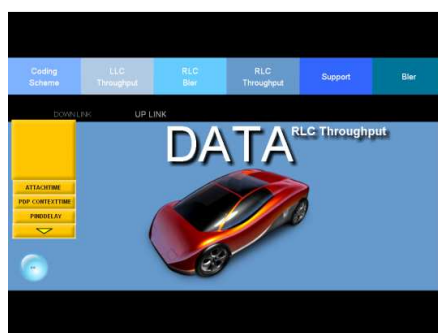 Coding Scheme
LLC Throughput
RLC Bler
RLC Throughput
Support
Bler
DOWN LINK UP LINK
DATA
RLC Throughput
ATTACHTIME
PDP CONTEXTTIME
PINDDELAY